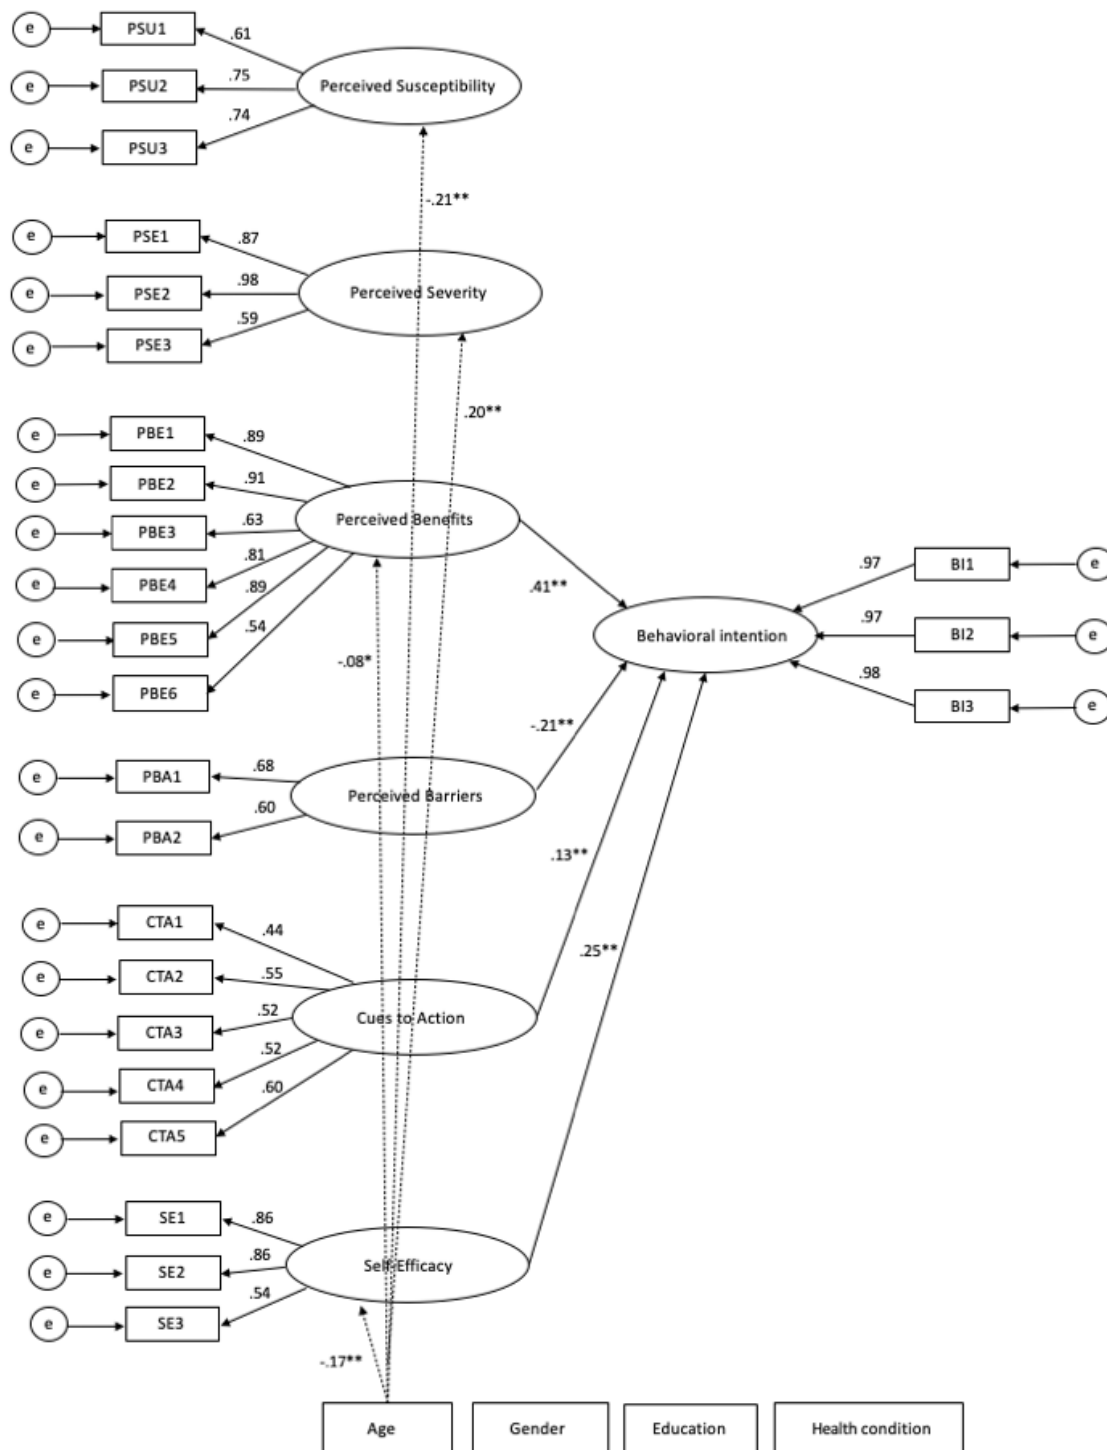 e PSU1 .61
Perceived Susceptibility
e PSU2 .75
e PSU3 .74
-.21**
e PSE1 .87
e PSE2 .98 Perceived Severity
e PSE3 .59
.20**
e PBE1 .89
e PBE2 .91
e PBE3 .63 Perceived Benefits
e PBE4 .81
e PBE5 .89
e PBE6 .54
-.08*
.41**
Behavioral intention
.97 BI1 e
.97 BI2 e
.98 BI3 e
-.21**
e PBA1 .68
Perceived Barriers
e PBA2 .60
.13**
e CTA1 .44
e CTA2 .55
e CTA3 .52 Cues to Action
e CTA4 .52
e CTA5 .60
.25**
e SE1 .86
e SE2 .86 Self-Efficacy
e SE3 .54
-.17**
Age Gender Education Health condition